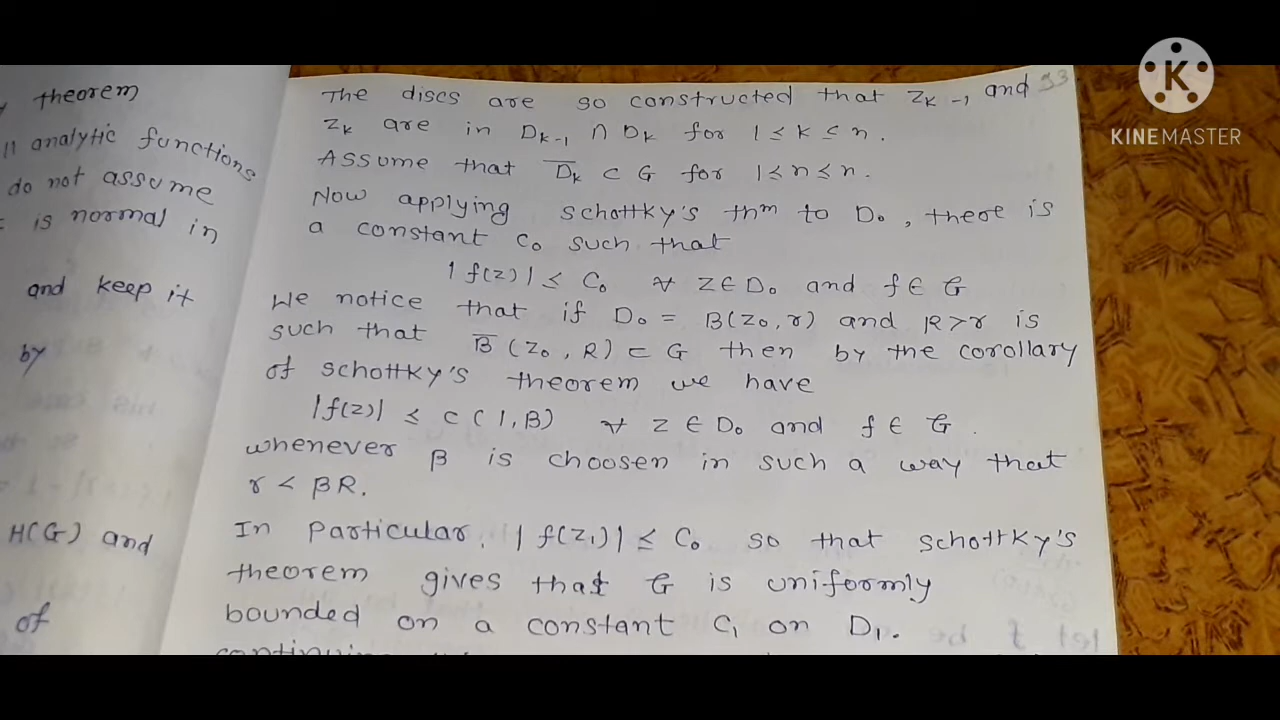 theorem
ll analytic functions
do not assume
is normal in
and keep it
by
H(G) and
of
The discs are so constructed that Zk-1, and 93
Zk are in Dk-1 ∩ Dk for 1 ≤ k ≤ n.
Assume that D̅k ⊂ G for 1 ≤ n ≤ n.
Now applying schottky's thm to D₀, there is
a constant C₀ such that
|f(z)| ≤ C₀ ∀ Z ∈ D₀ and f ∈ G
We notice that if D₀ = B(Z₀, r) and R > r is
such that B̅(Z₀, R) ⊂ G then by the corollary
of schottky's theorem we have
|f(z)| ≤ C(1, β) ∀ Z ∈ D₀ and f ∈ G.
whenever β is choosen in such a way that
r < βR.
In Particular, |f(Z₁)| ≤ C₀ so that schottky's
theorem gives that G is uniformly
bounded on a constant C₁ on D₁.
KINEMASTER